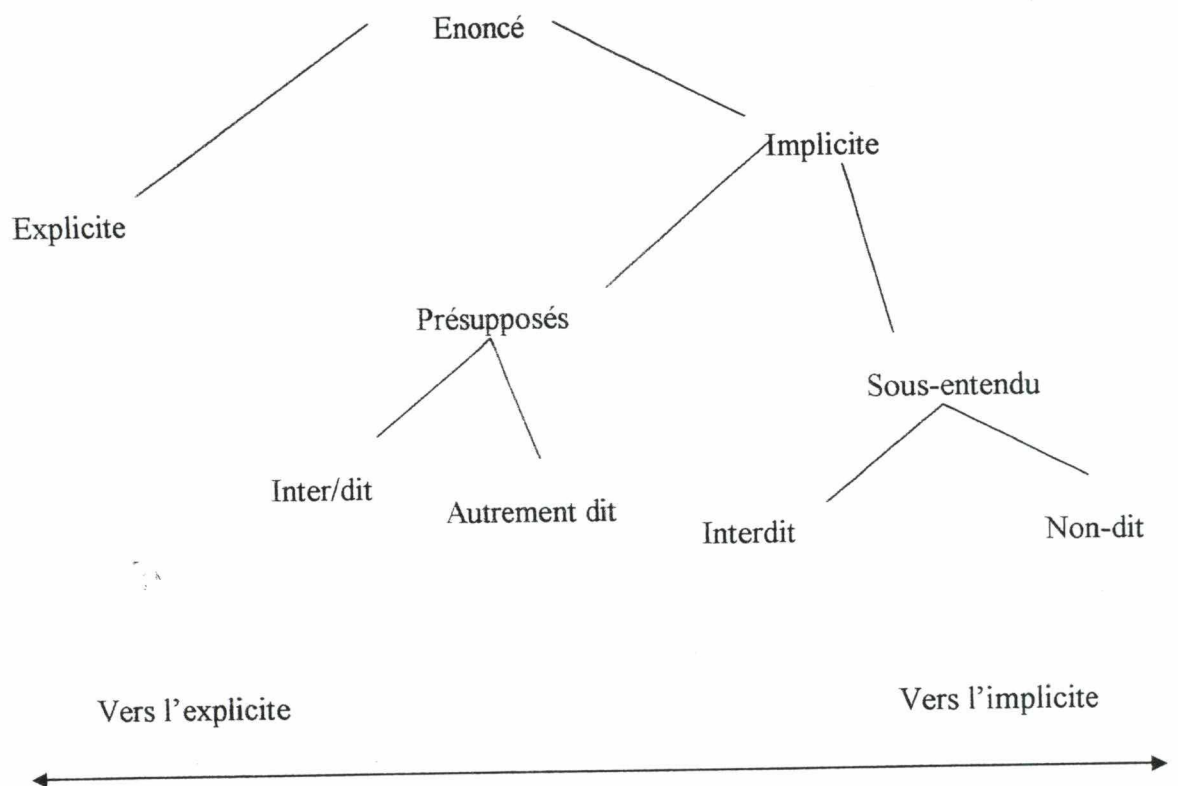 Enoncé
Implicite
Explicite
Présupposés
Sous-entendu
Inter/dit
Autrement dit
Interdit
Non-dit
Vers l'explicite
Vers l'implicite